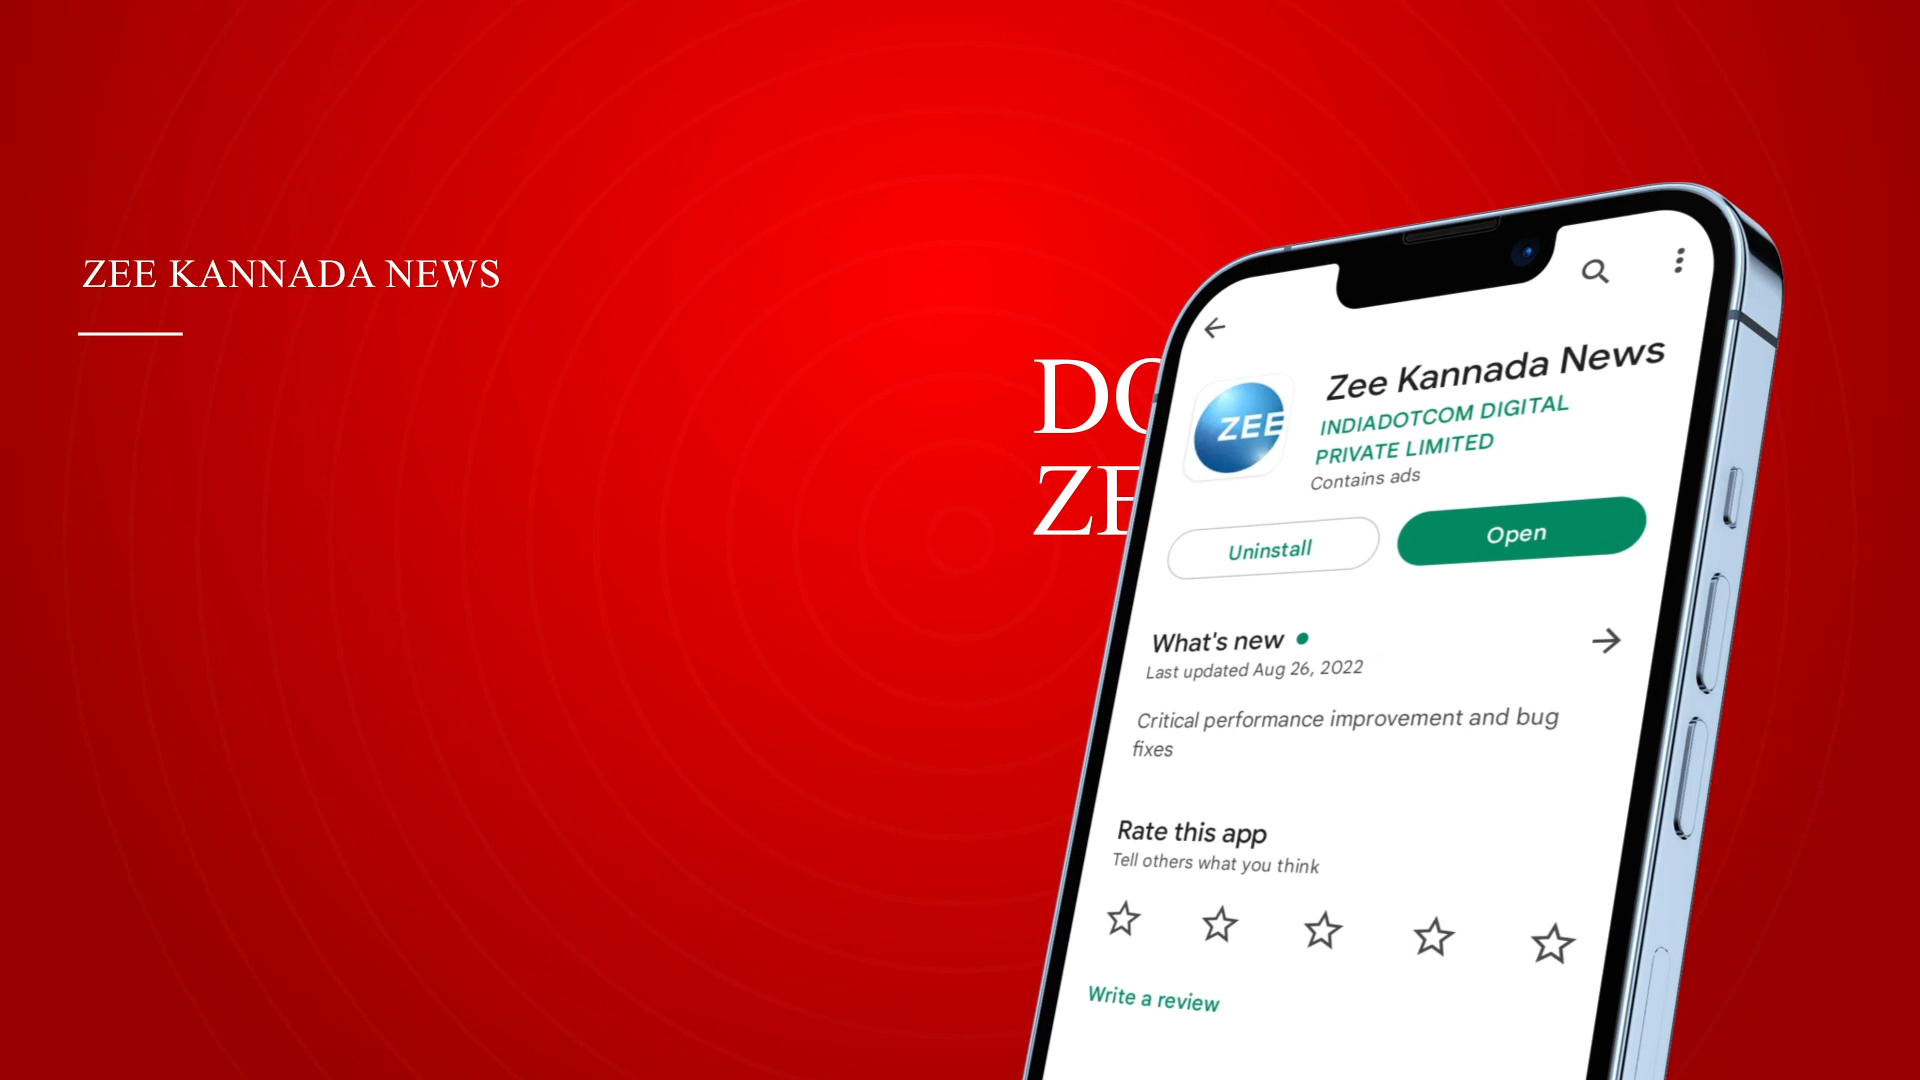 ZEE KANNADA NEWS
Zee Kannada News
ZEE
INDIADOTCOM DIGITAL
PRIVATE LIMITED
Contains ads
Uninstall
Open
What's new
Last updated Aug 26, 2022
Critical performance improvement and bug
fixes
Rate this app
Tell others what you think
Write a review